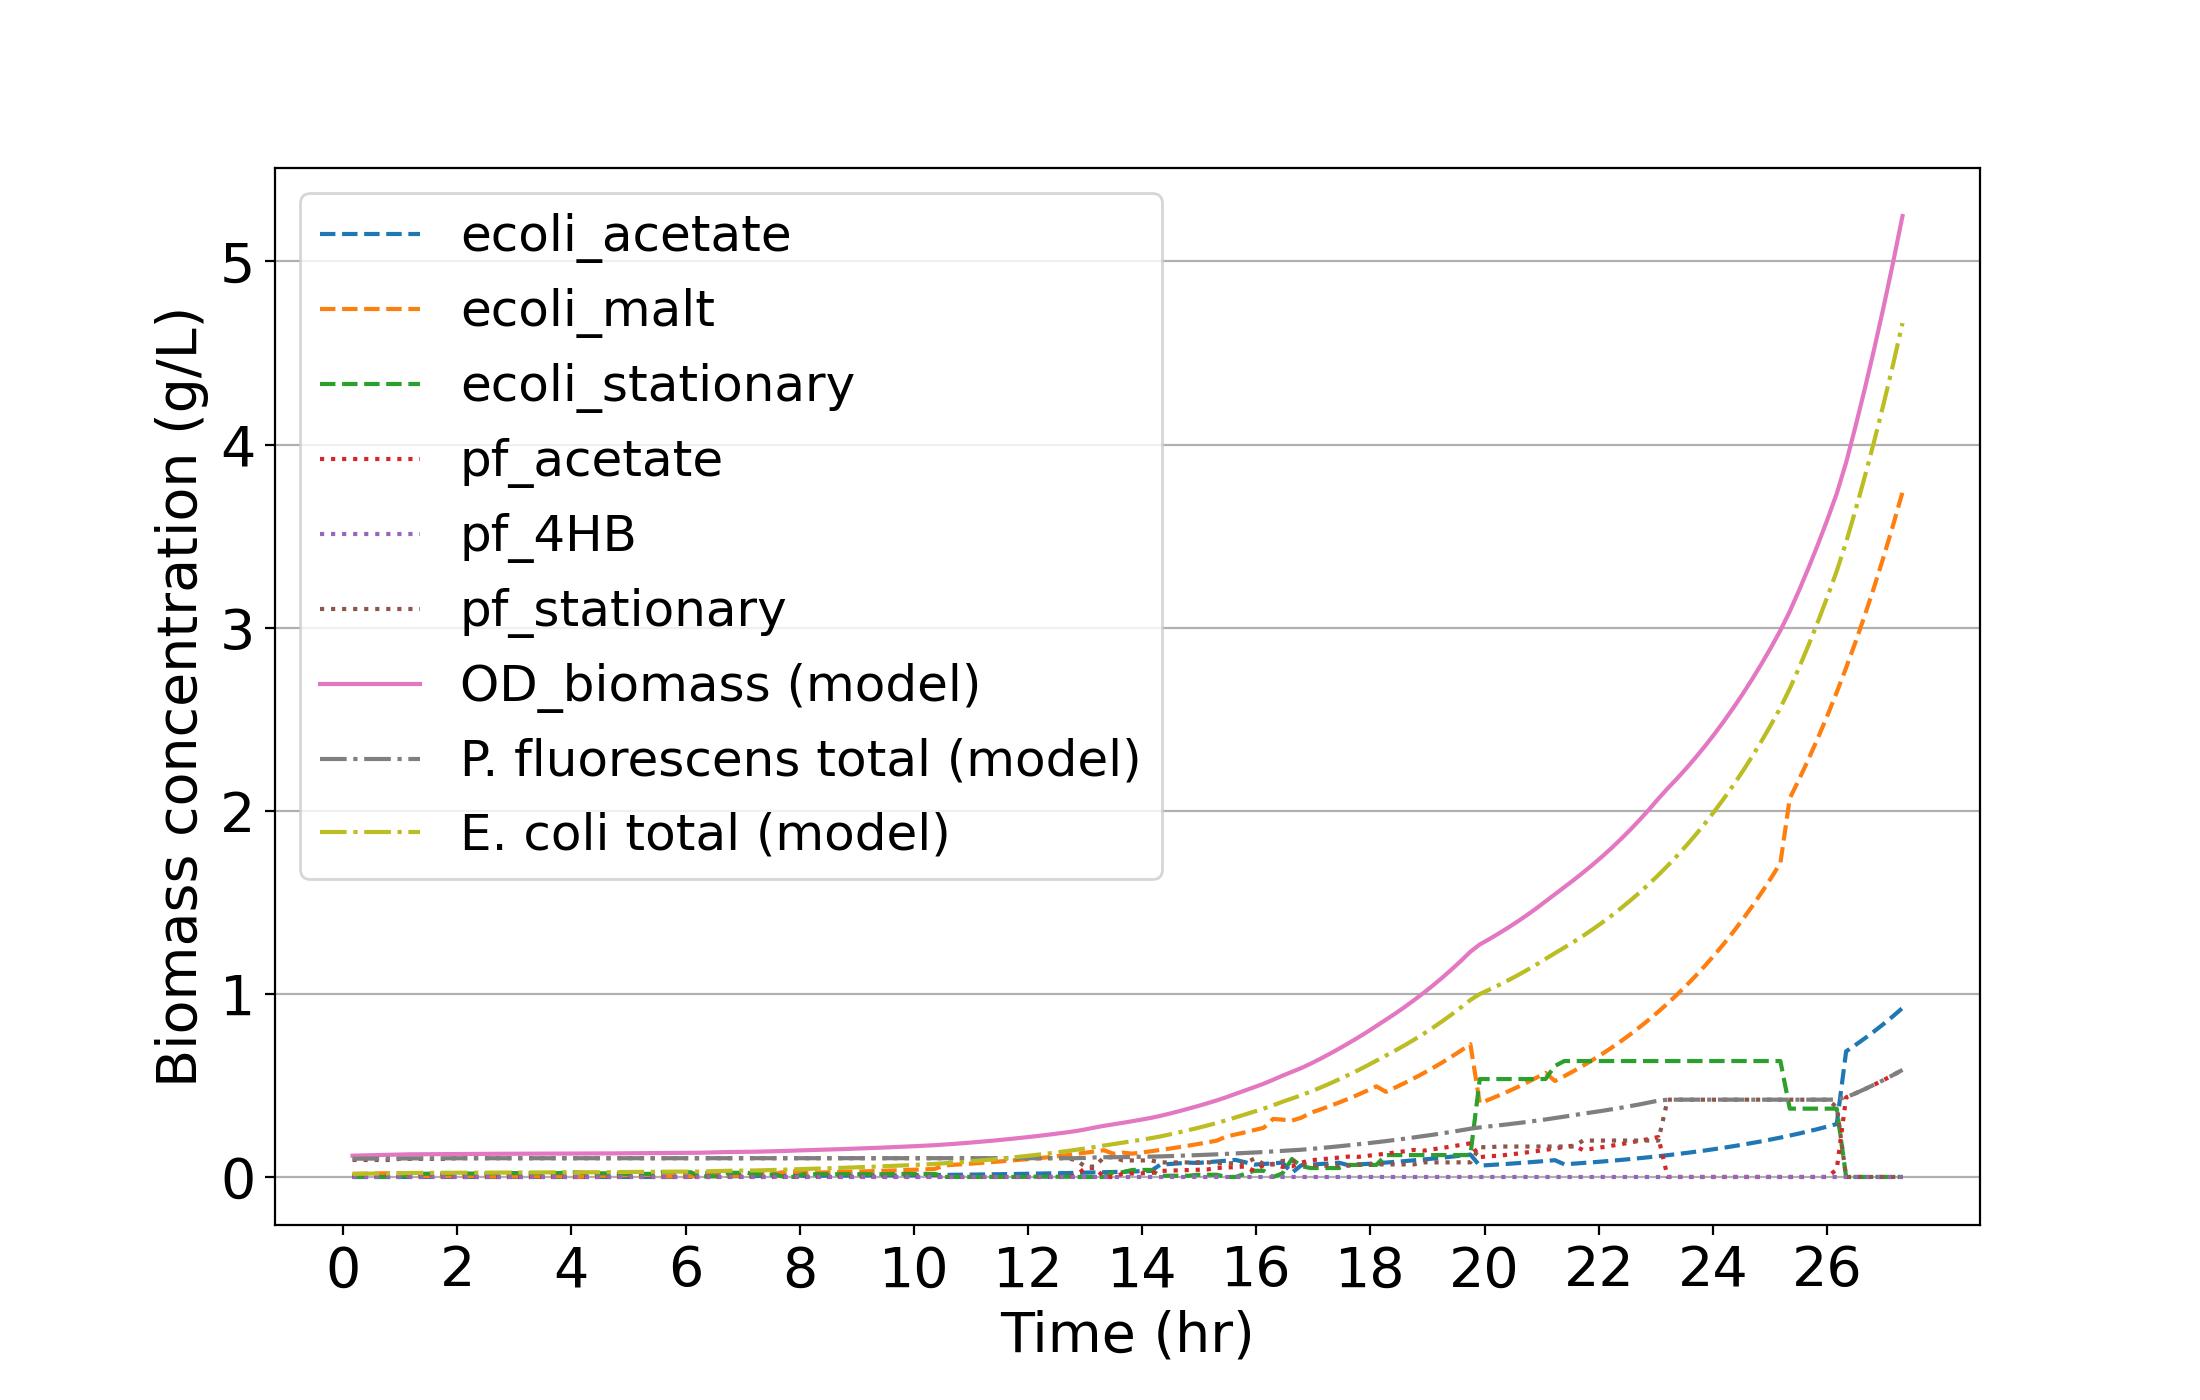 ecoli_acetate
ecoli_malt
ecoli_stationary
pf_acetate
pf_4HB
pf_stationary
OD_biomass (model)
P. fluorescens total (model)
E. coli total (model)
Biomass concentration (g/L)
5
4
3
2
1
0
0 2 4 6 8 10 12 14 16 18 20 22 24 26
Time (hr)